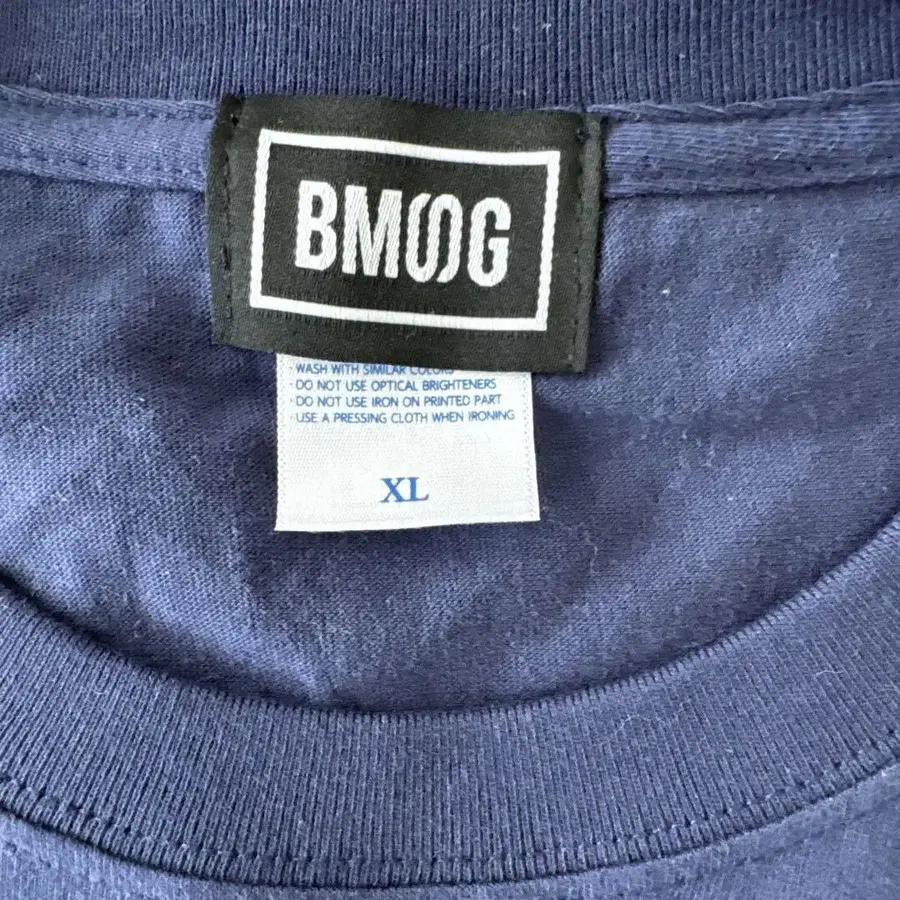 BMOG
· WASH WITH SIMILAR COLORS
· DO NOT USE OPTICAL BRIGHTENERS
· DO NOT USE IRON ON PRINTED PART
· USE A PRESSING CLOTH WHEN IRONING
XL